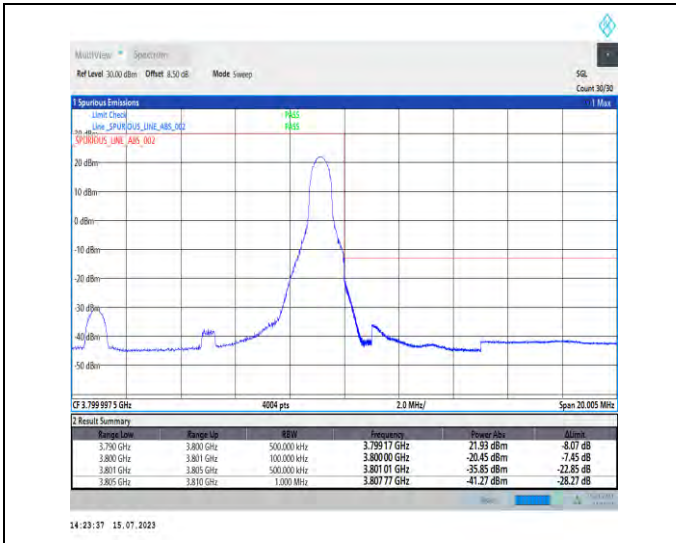 MultiView Spectrum
Ref Level 30.00 dBm Offset 8.50 dB Mode Sweep SGL
Count 30/30
1 Spurious Emissions 1 Max
Limit Check PASS
Line _SPURIOUS_LINE_ABS_002 PASS
_SPURIOUS_LINE_ABS_002
20 dBm
10 dBm
0 dBm
-10 dBm
-20 dBm
-30 dBm
-40 dBm
-50 dBm
CF 3.799 997 5 GHz 4004 pts 2.0 MHz/ Span 20.005 MHz
2 Result Summary
Range Low Range Up RBW Frequency Power Abs ΔLimit
3.790 GHz 3.800 GHz 500.000 kHz 3.799 17 GHz 21.93 dBm -8.07 dB
3.800 GHz 3.801 GHz 100.000 kHz 3.800 00 GHz -20.45 dBm -7.45 dB
3.801 GHz 3.805 GHz 500.000 kHz 3.801 01 GHz -35.85 dBm -22.85 dB
3.805 GHz 3.810 GHz 1.000 MHz 3.807 77 GHz -41.27 dBm -28.27 dB
14:23:37 15.07.2023